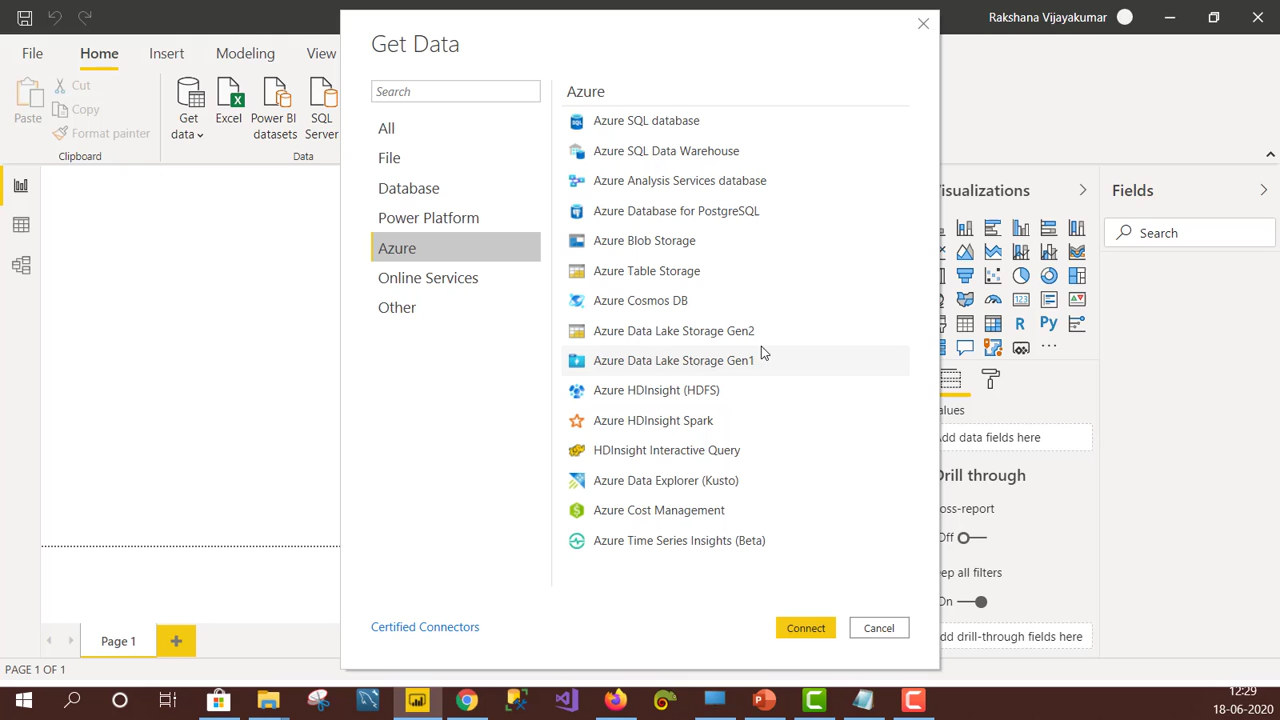 Rakshana Vijayakumar
Get Data
File
Home
Insert
Modeling
View
Paste
Cut
Copy
Format painter
Clipboard
Get data
Excel
Power BI datasets
SQL Server
Data
Search
All
File
Database
Power Platform
Azure
Online Services
Other
Azure
Azure SQL database
Azure SQL Data Warehouse
Azure Analysis Services database
Azure Database for PostgreSQL
Azure Blob Storage
Azure Table Storage
Azure Cosmos DB
Azure Data Lake Storage Gen2
Azure Data Lake Storage Gen1
Azure HDInsight (HDFS)
Azure HDInsight Spark
HDInsight Interactive Query
Azure Data Explorer (Kusto)
Azure Cost Management
Azure Time Series Insights (Beta)
Certified Connectors
Connect
Cancel
isualizations
Fields
Search
123
R
Py
alues
dd data fields here
Drill through
oss-report
Off
ep all filters
On
dd drill-through fields here
Page 1
PAGE 1 OF 1
12:29
18-06-2020